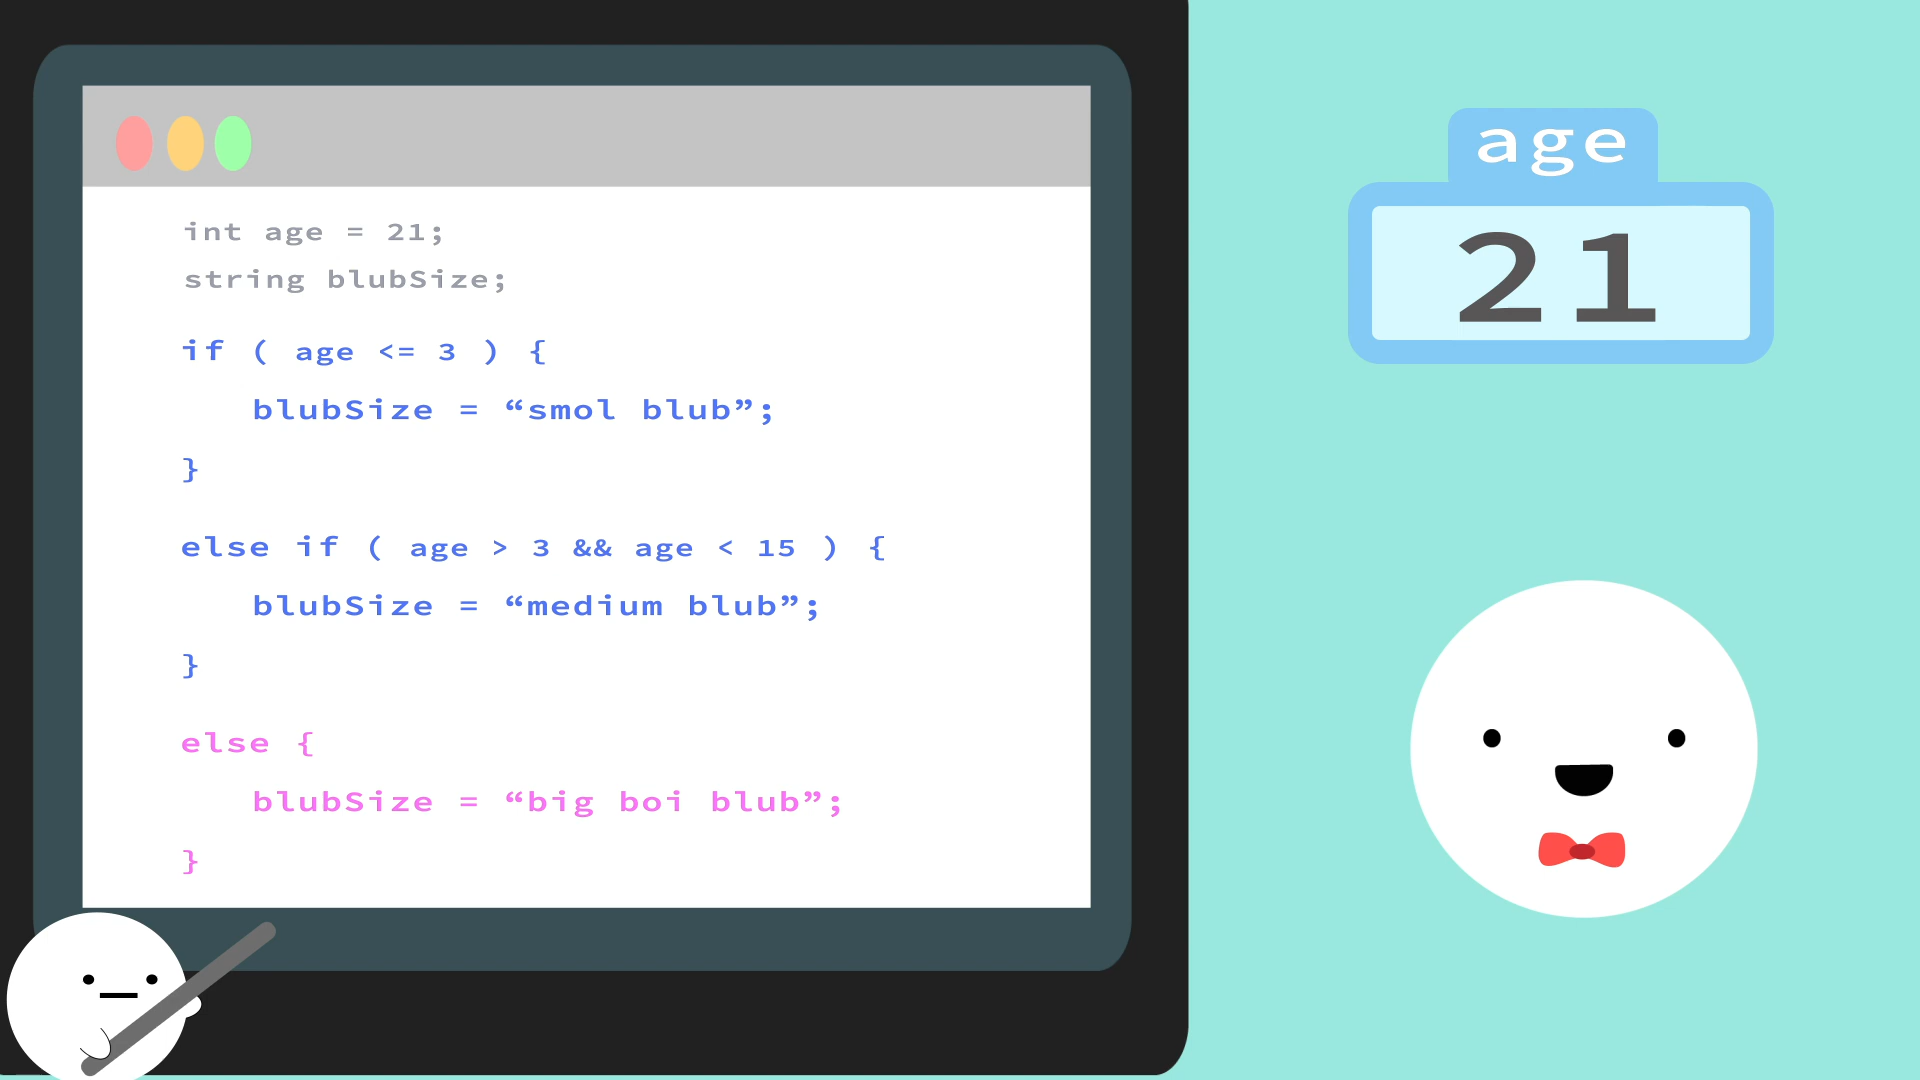 int age = 21;
string blubSize;
if ( age <= 3 ) {
blubSize = “smol blub”;
}
else if ( age > 3 && age < 15 ) {
blubSize = “medium blub”;
}
else {
blubSize = “big boi blub”;
}
age
21